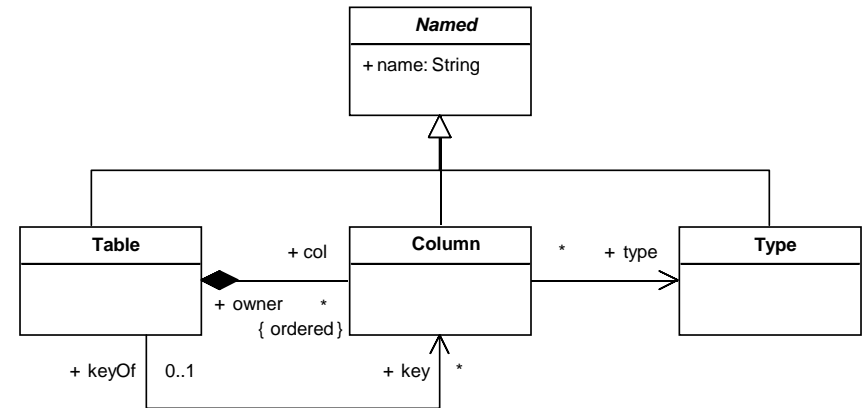 Named
+ name: String
Table
+ col
Column
*
+ type
Type
+ owner
*
{ ordered }
+ keyOf
0..1
+ key
*